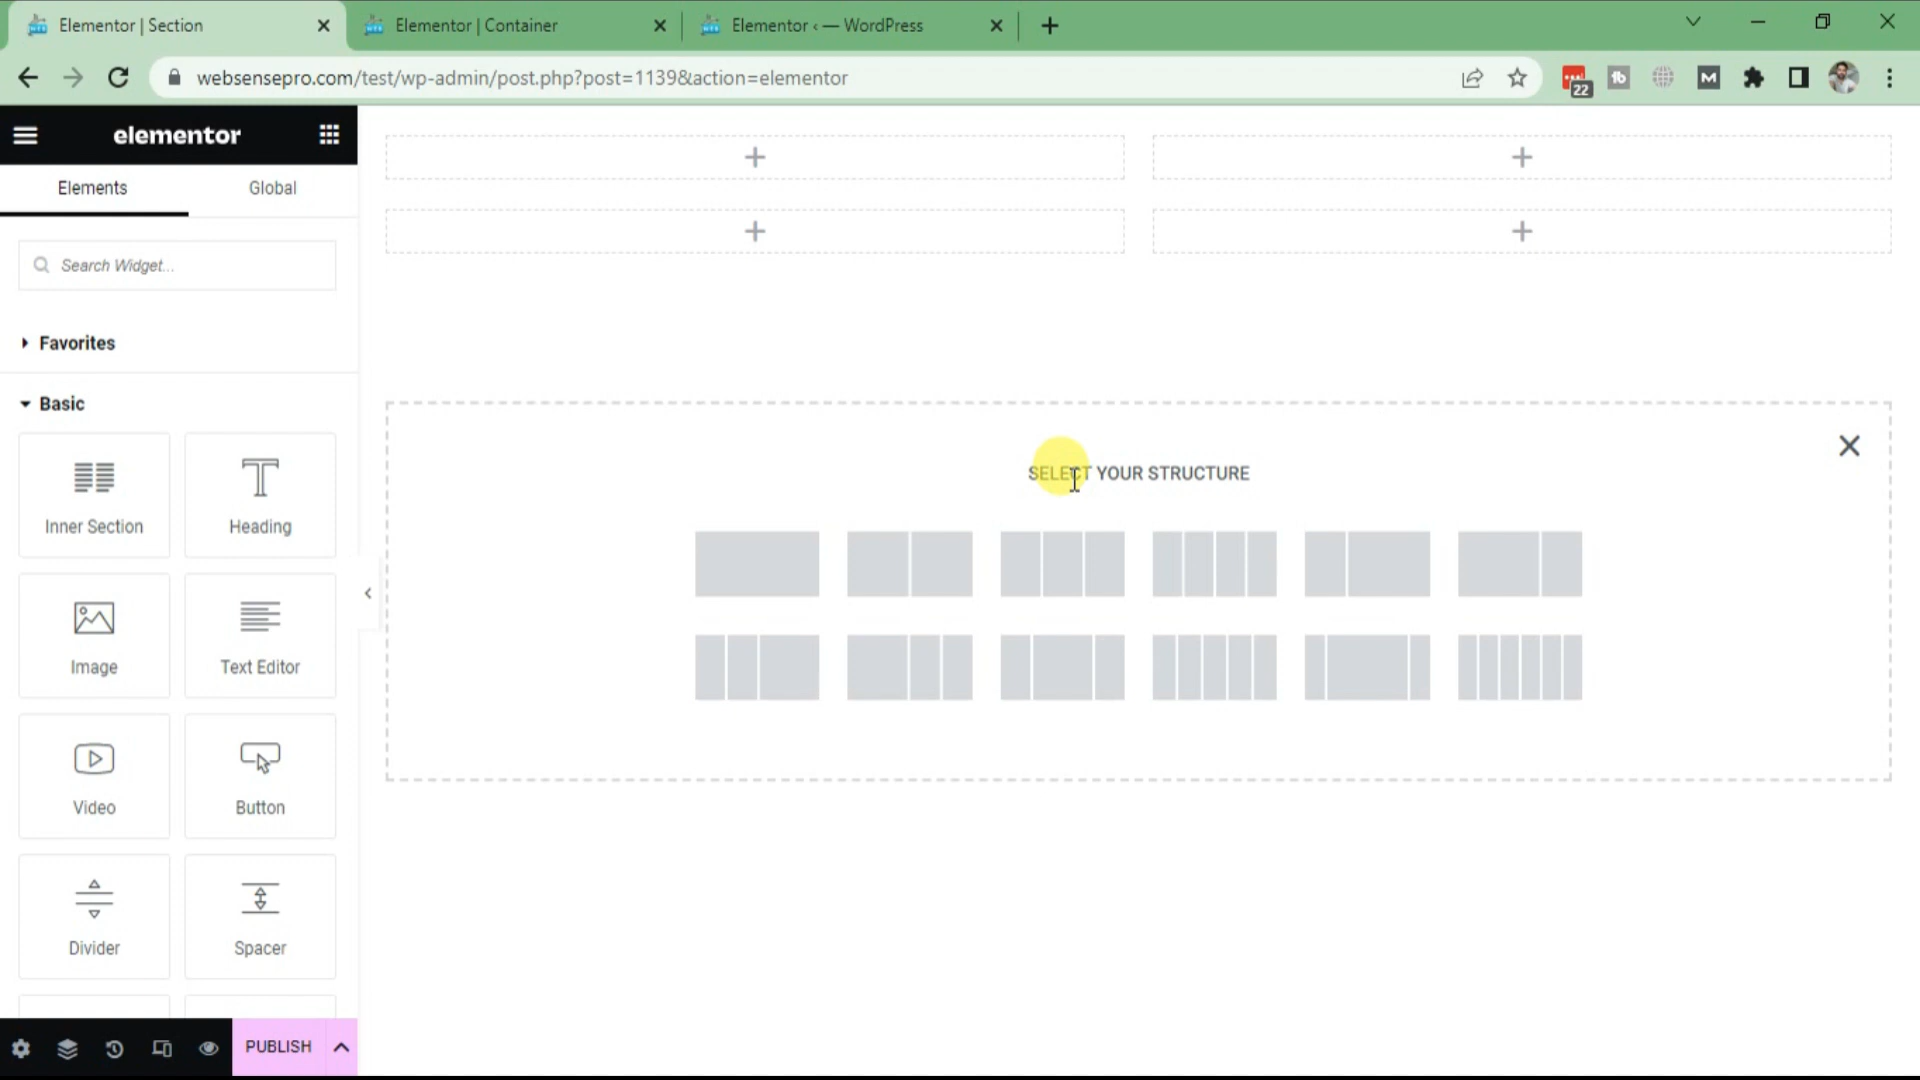 Elementor | Section
Elementor | Container
Elementor ‹ — WordPress
websensepro.com/test/wp-admin/post.php?post=1139&action=elementor
22
tb
M
elementor
Elements
Global
Search Widget...
Favorites
Basic
Inner Section
Heading
Image
Text Editor
Video
Button
Divider
Spacer
PUBLISH
SELECT YOUR STRUCTURE